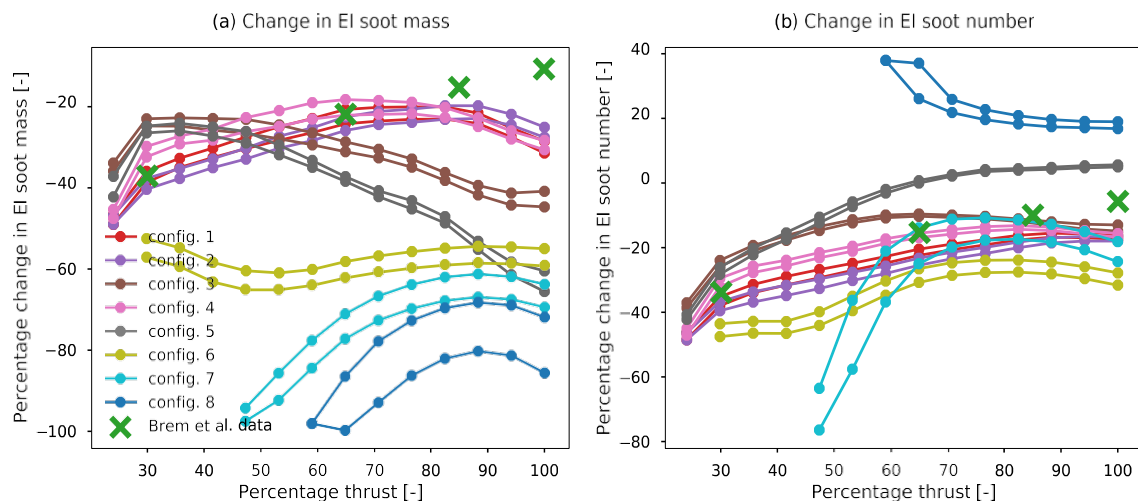 (a) Change in EI soot mass
Percentage change in EI soot mass [-]
−20
−40
−60
−80
−100
config. 1
config. 2
config. 3
config. 4
config. 5
config. 6
config. 7
config. 8
Brem et al. data
30 40 50 60 70 80 90 100
Percentage thrust [-]
(b) Change in EI soot number
Percentage change in EI soot number [-]
40
20
0
−20
−40
−60
−80
30 40 50 60 70 80 90 100
Percentage thrust [-]